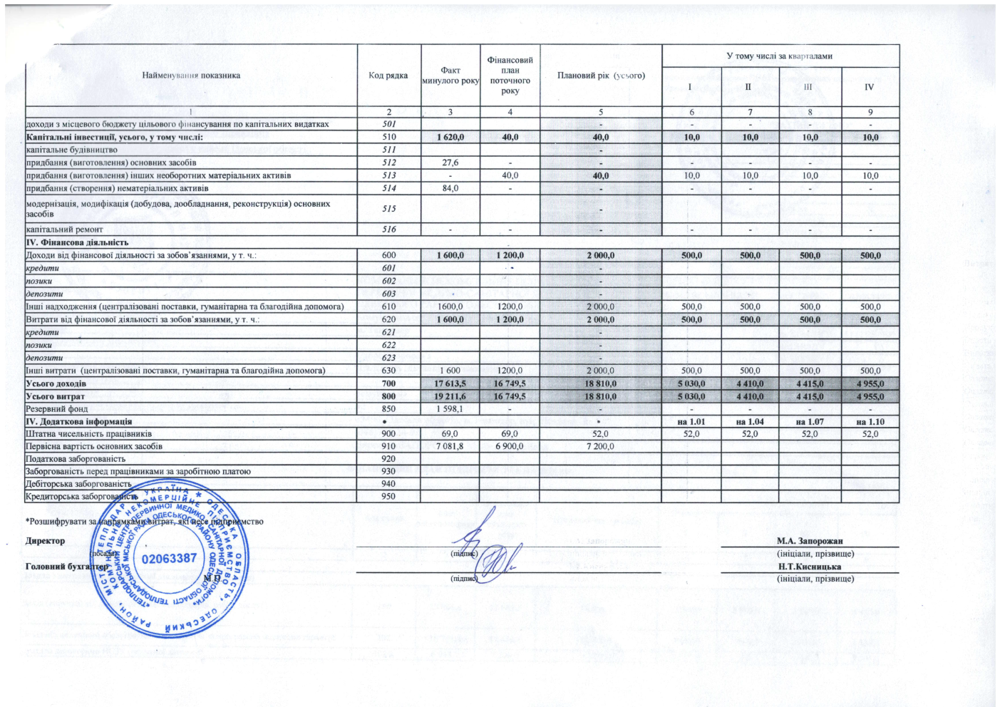 Найменування показника Код рядка Факт минулого року Фінансовий план поточного року Плановий рік (усього) У тому числі за кварталами
I II III IV
1 2 3 4 5 6 7 8 9
доходи з місцевого бюджету цільового фінансування по капітальних видатках 501 - - - - -
Капітальні інвестиції, усього, у тому числі: 510 1 620,0 40,0 40,0 10,0 10,0 10,0 10,0
капітальне будівництво 511 -
придбання (виготовлення) основних засобів 512 27,6 - - - - - -
придбання (виготовлення) інших необоротних матеріальних активів 513 - 40,0 40,0 10,0 10,0 10,0 10,0
придбання (створення) нематеріальних активів 514 84,0 - - - - - -
модернізація, модифікація (добудова, дообладнання, реконструкція) основних
засобів 515 -
капітальний ремонт 516 - - - - - - -
IV. Фінансова діяльність
Доходи від фінансової діяльності за зобов’язаннями, у т. ч.: 600 1 600,0 1 200,0 2 000,0 500,0 500,0 500,0 500,0
кредити 601 -
позики 602 -
депозити 603 -
Інші надходження (централізовані поставки, гуманітарна та благодійна допомога) 610 1600,0 1200,0 2 000,0 500,0 500,0 500,0 500,0
Витрати від фінансової діяльності за зобов’язаннями, у т. ч.: 620 1 600,0 1 200,0 2 000,0 500,0 500,0 500,0 500,0
кредити 621 -
позики 622 -
депозити 623 -
Інші витрати (централізовані поставки, гуманітарна та благодійна допомога) 630 1 600 1200,0 2 000,0 500,0 500,0 500,0 500,0
Усього доходів 700 17 613,5 16 749,5 18 810,0 5 030,0 4 410,0 4 415,0 4 955,0
Усього витрат 800 19 211,6 16 749,5 18 810,0 5 030,0 4 410,0 4 415,0 4 955,0
Резервний фонд 850 1 598,1 - - - - - -
IV. Додаткова інформація на 1.01 на 1.04 на 1.07 на 1.10
Штатна чисельність працівників 900 69,0 69,0 52,0 52,0 52,0 52,0 52,0
Первісна вартість основних засобів 910 7 081,8 6 900,0 7 200,0
Податкова заборгованість 920
Заборгованість перед працівниками за заробітною платою 930
Дебіторська заборгованість 940
Кредиторська заборгованість 950
*Розшифрувати за напрямками витрат, які несе підприємство
Директор М.А. Запорожан
(посада) (підпис) (ініціали, прізвище)
Головний бухгалтер Н.Т.Кисницька
М.П. (підпис) (ініціали, прізвище)
УКРАЇНА * ОДЕСЬКА ОБЛАСТЬ, ОДЕСЬКИЙ РАЙОН, МІСТО ТЕПЛОДАР
КОМУНАЛЬНЕ НЕКОМЕРЦІЙНЕ ПІДПРИЄМСТВО
«ТЕПЛОДАРСЬКИЙ ЦЕНТР ПЕРВИННОЇ МЕДИКО-САНІТАРНОЇ ДОПОМОГИ»
ТЕПЛОДАРСЬКОЇ МІСЬКОЇ РАДИ ОДЕСЬКОГО РАЙОНУ ОДЕСЬКОЇ ОБЛАСТІ
02063387